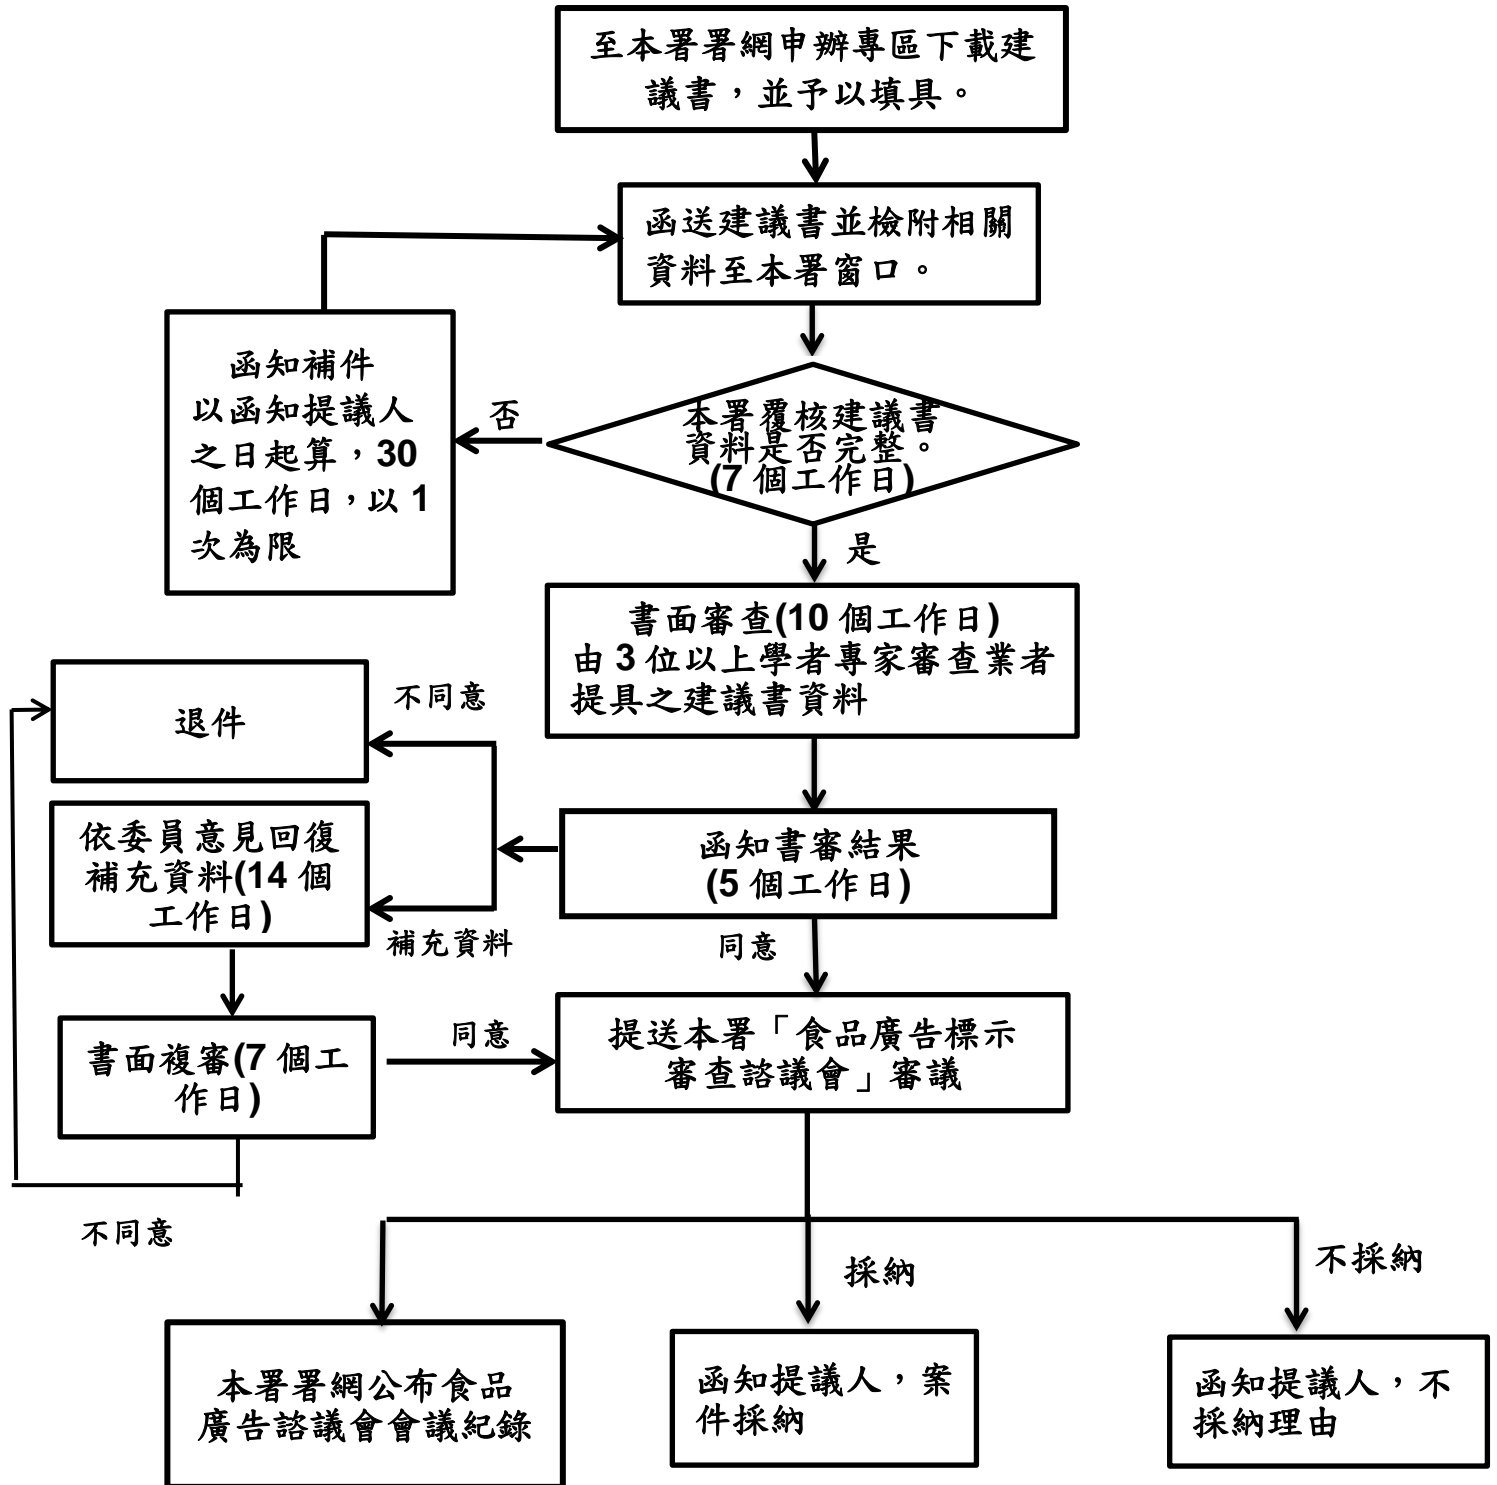 至本署署網申辦專區下載建
議書，並予以填具。
函送建議書並檢附相關
資料至本署窗口。
函知補件
以函知提議人
之日起算，30
個工作日，以 1
次為限
否
本署覆核建議書
資料是否完整。
(7 個工作日)
是
書面審查(10 個工作日)
由 3 位以上學者專家審查業者
提具之建議書資料
不同意
退件
依委員意見回復
補充資料(14 個
工作日)
函知書審結果
(5 個工作日)
補充資料
同意
書面複審(7 個工
作日)
同意
提送本署「食品廣告標示
審查諮議會」審議
不同意
採納
不採納
本署署網公布食品
廣告諮議會會議紀錄
函知提議人，案
件採納
函知提議人，不
採納理由